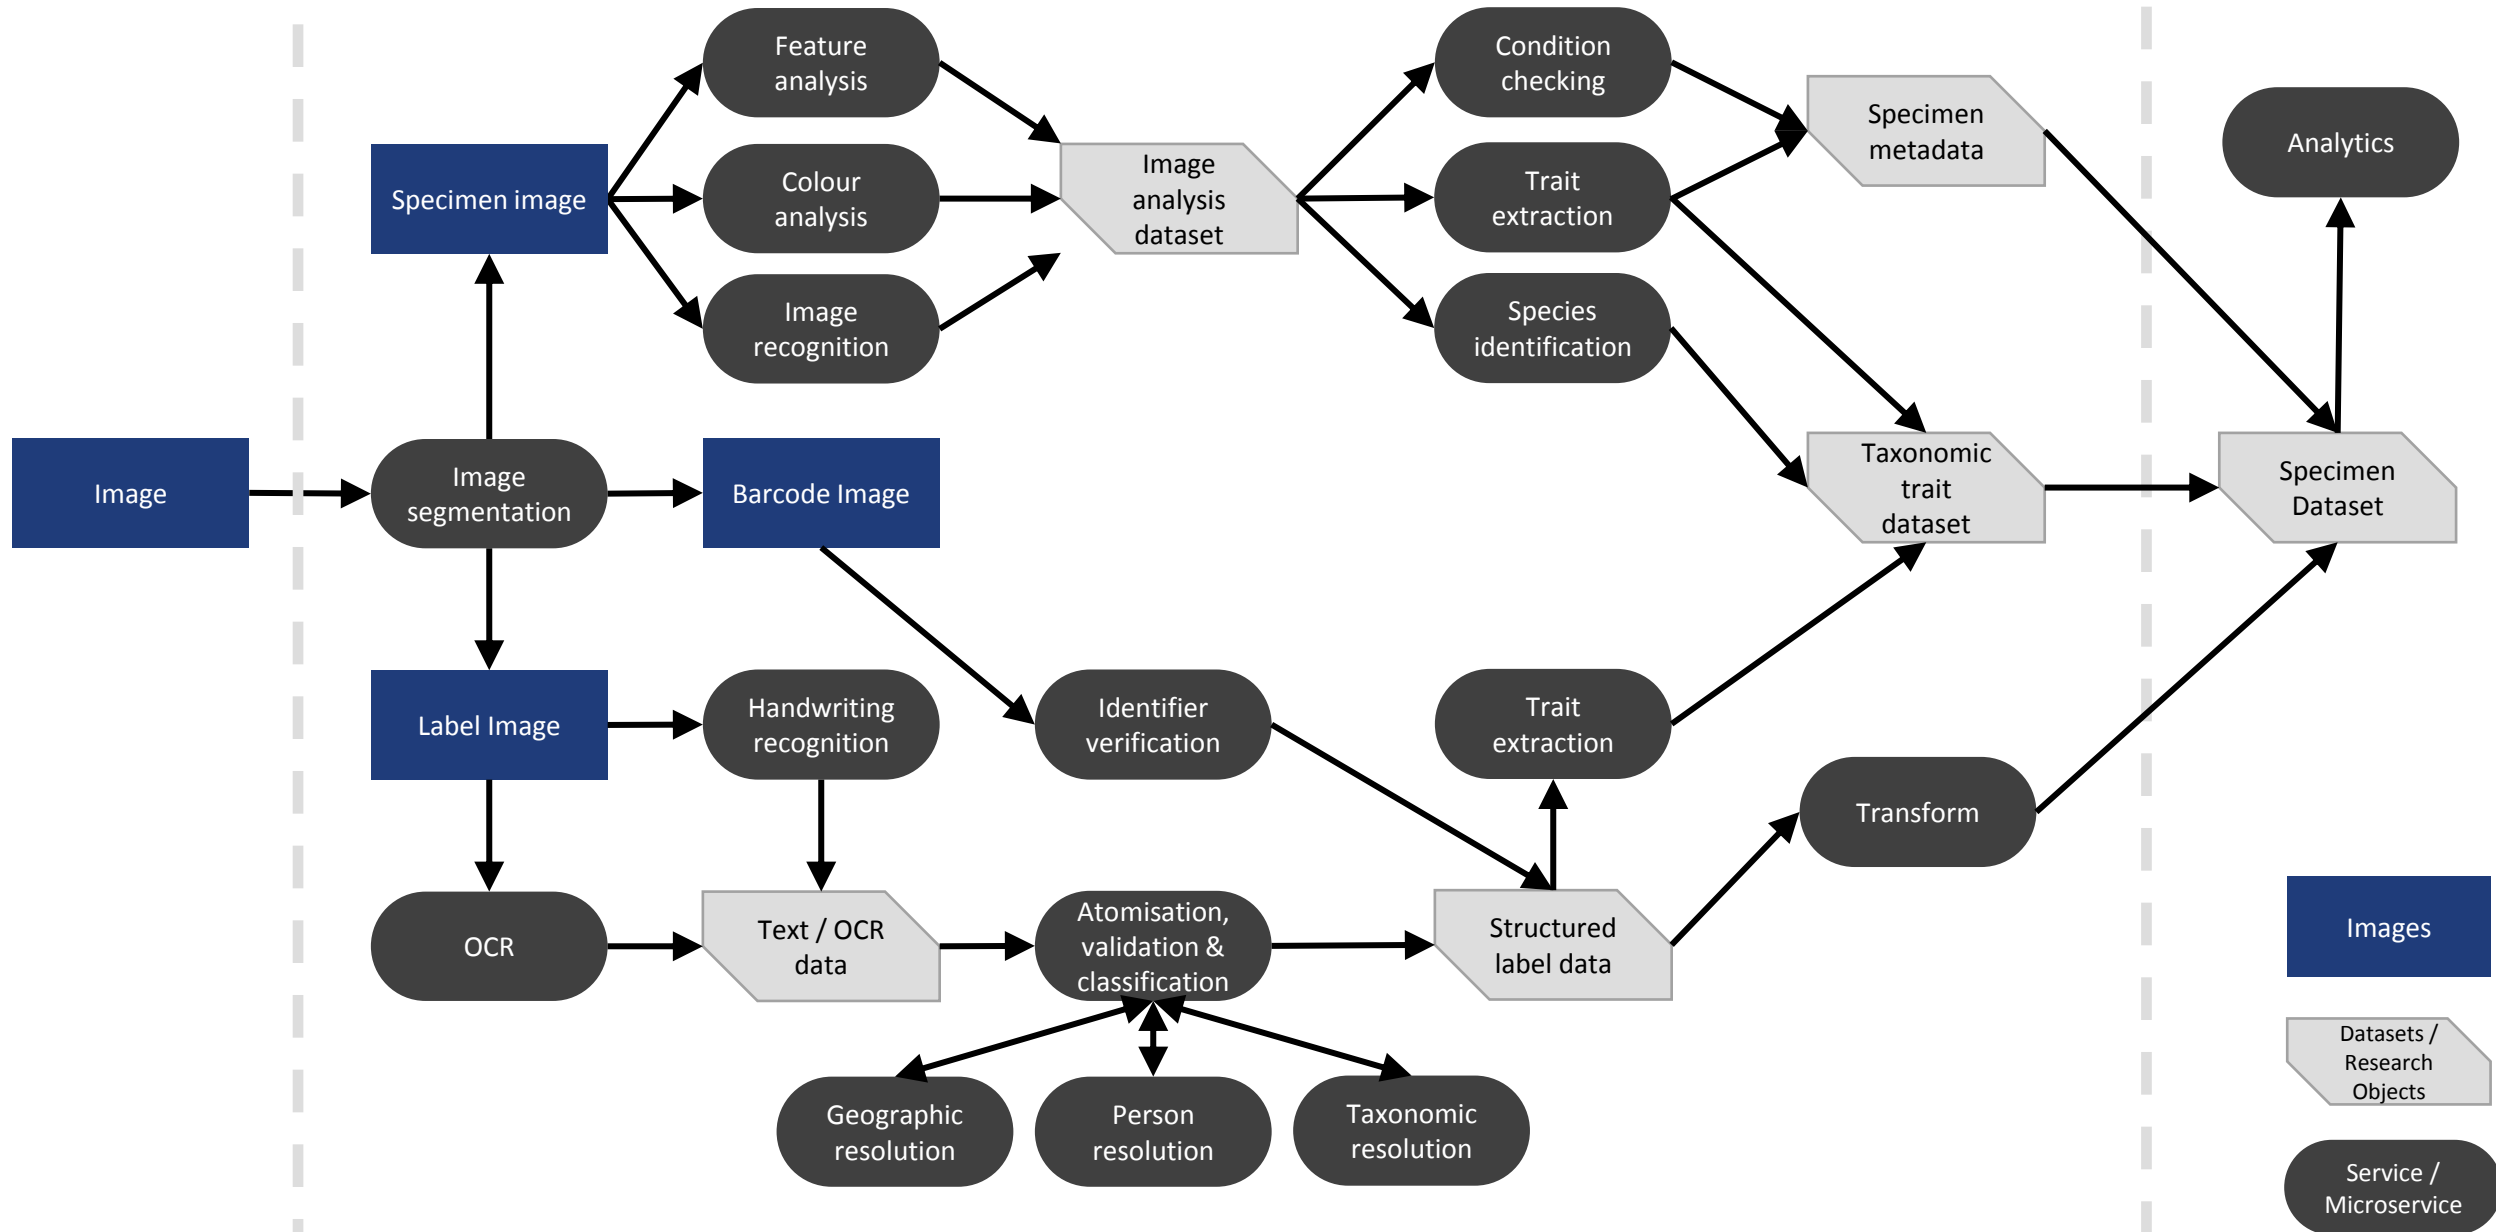 Feature
analysis
Condition
checking
Specimen
metadata
Analytics
Specimen image
Colour
analysis
Image
analysis
dataset
Trait
extraction
Image
recognition
Species
identification
Image
Image
segmentation
Barcode Image
Taxonomic
trait
dataset
Specimen
Dataset
Label Image
Handwriting
recognition
Identifier
verification
Trait
extraction
Transform
OCR
Text / OCR
data
Atomisation,
validation &
classification
Structured
label data
Images
Datasets /
Research
Objects
Geographic
resolution
Person
resolution
Taxonomic
resolution
Service /
Microservice